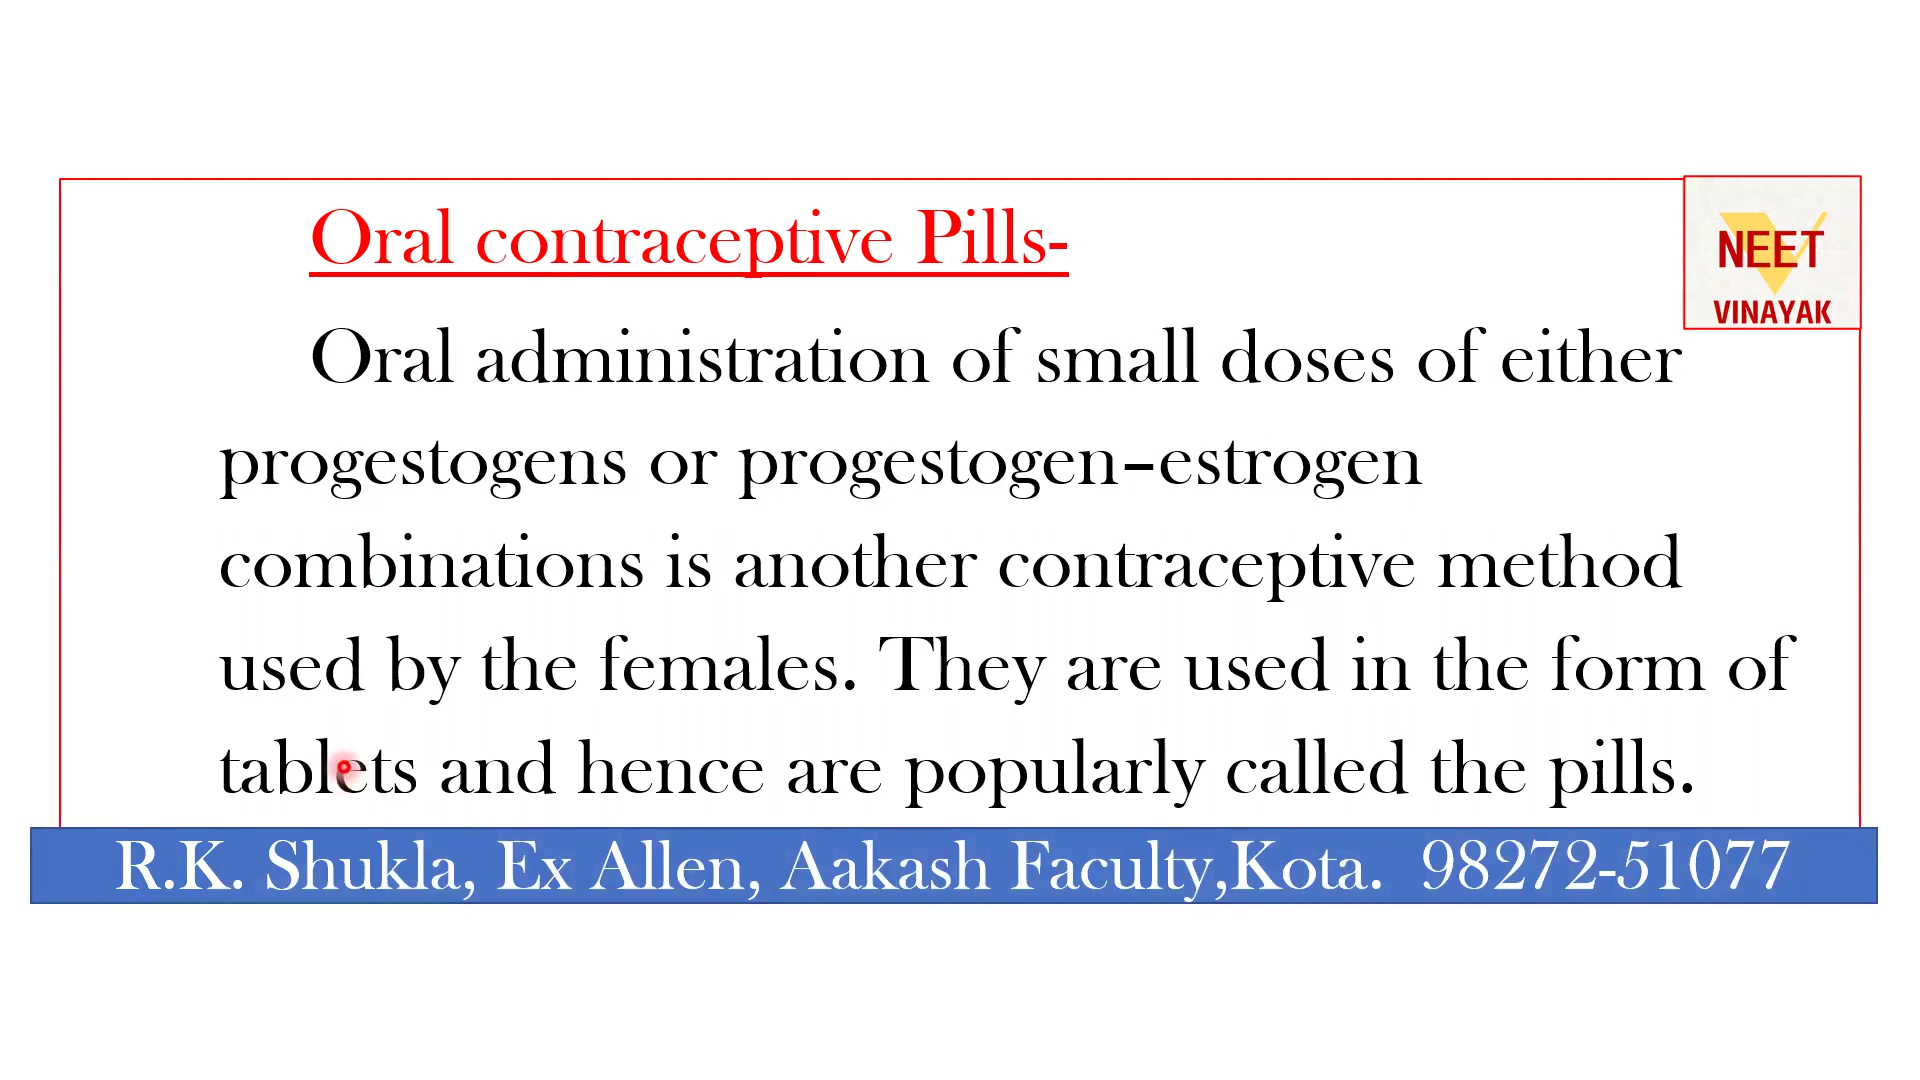 Oral contraceptive Pills-
NEET
VINAYAK
Oral administration of small doses of either
progestogens or progestogen–estrogen
combinations is another contraceptive method
used by the females. They are used in the form of
tablets and hence are popularly called the pills.
R.K. Shukla, Ex Allen, Aakash Faculty,Kota. 98272-51077